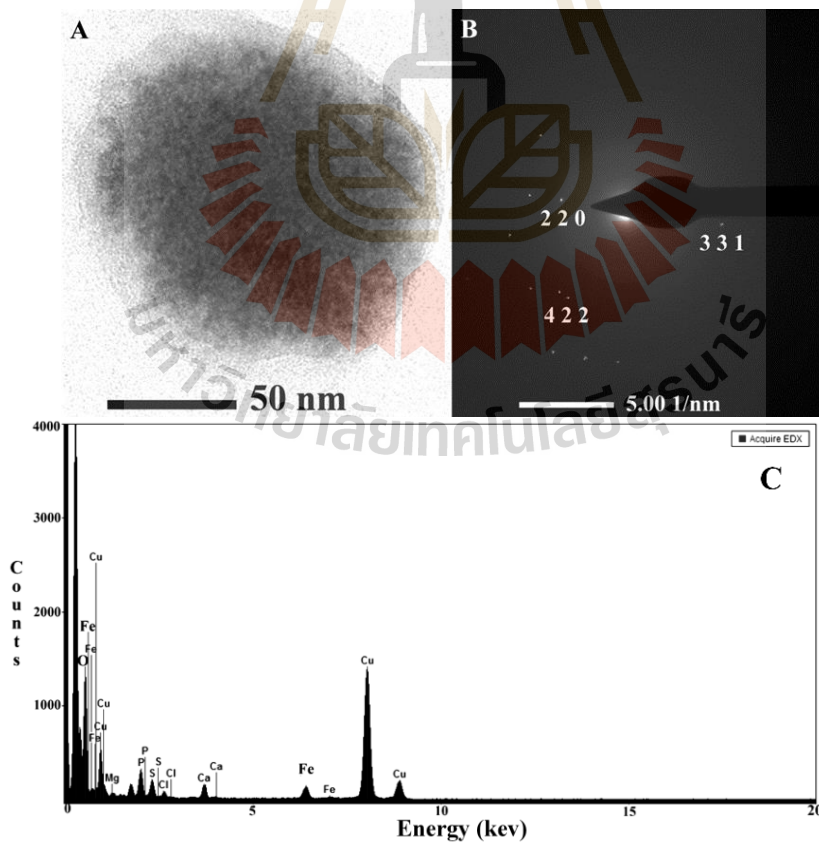 A
B
2 2 0
3 3 1
4 2 2
50 nm
5.00 1/nm
มหาวิทยาลัยเทคโนโลยีสุรนารี
4000
Acquire EDX
C
3000
Cu
Counts
2000
Fe
Fe
O
Cu
Cu
1000
Cu
Fe
P
P
S
S
Mg
Cl
Cl
Ca
Ca
Fe
Fe
Cu
0
5
10
15
20
Energy (kev)